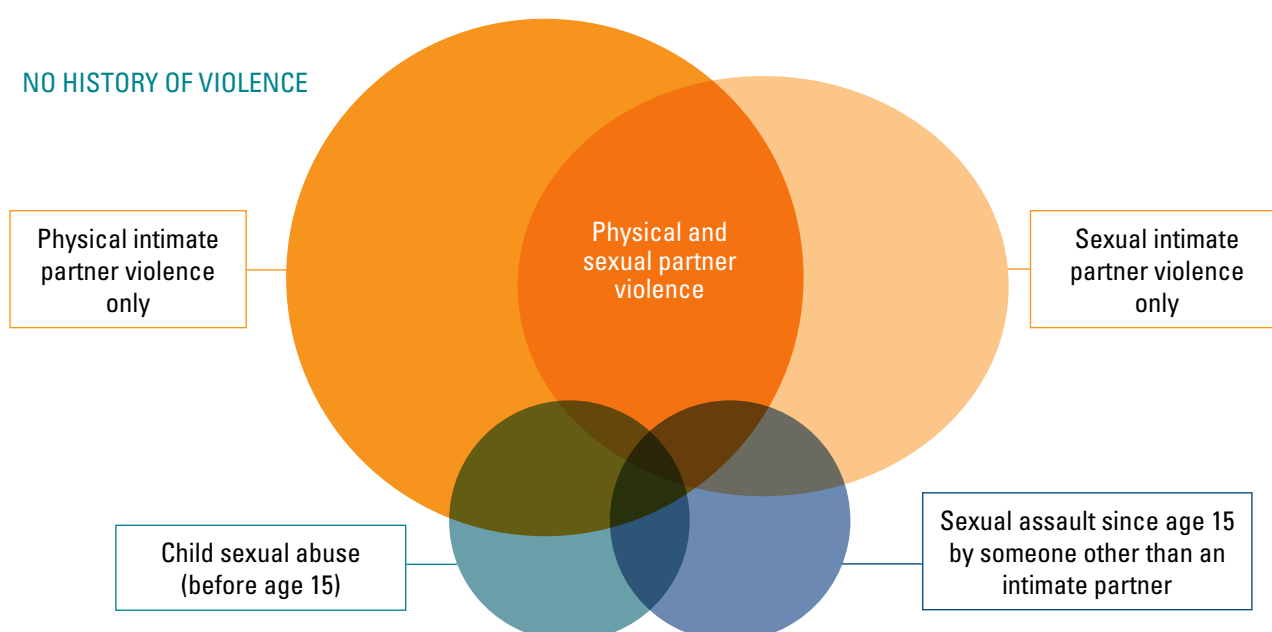 NO HISTORY OF VIOLENCE
Physical intimate
partner violence
only
Physical and
sexual partner
violence
Sexual intimate
partner violence
only
Child sexual abuse
(before age 15)
Sexual assault since age 15
by someone other than an
intimate partner